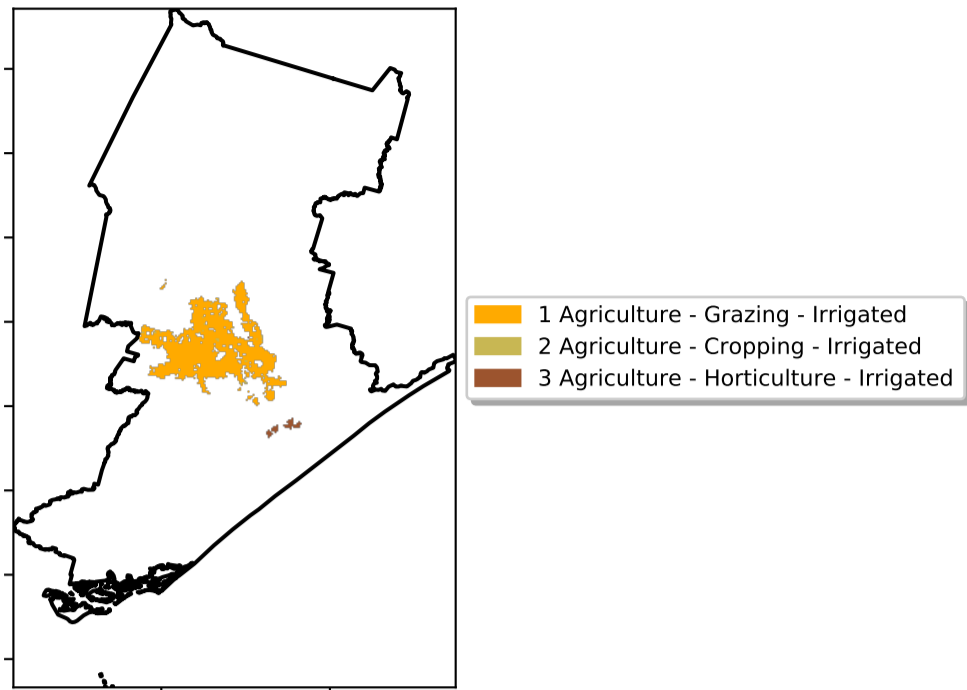 1 Agriculture - Grazing - Irrigated
2 Agriculture - Cropping - Irrigated
3 Agriculture - Horticulture - Irrigated